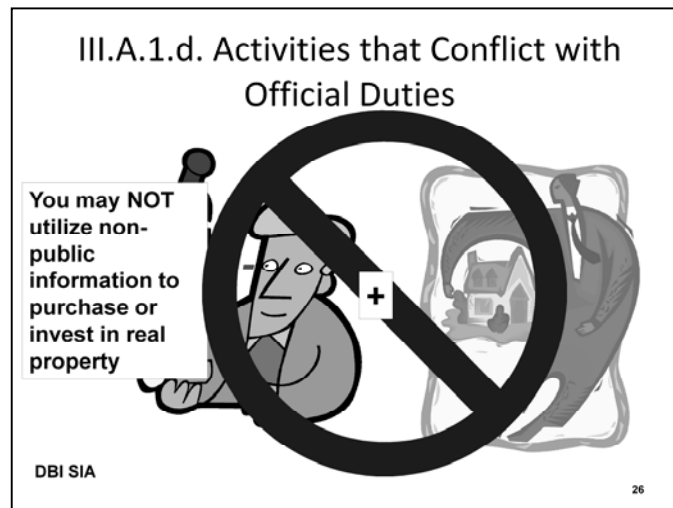 III.A.1.d. Activities that Conflict with
Official Duties
You may NOT
utilize non-
public
information to
purchase or
invest in real
property
+
DBI SIA
26